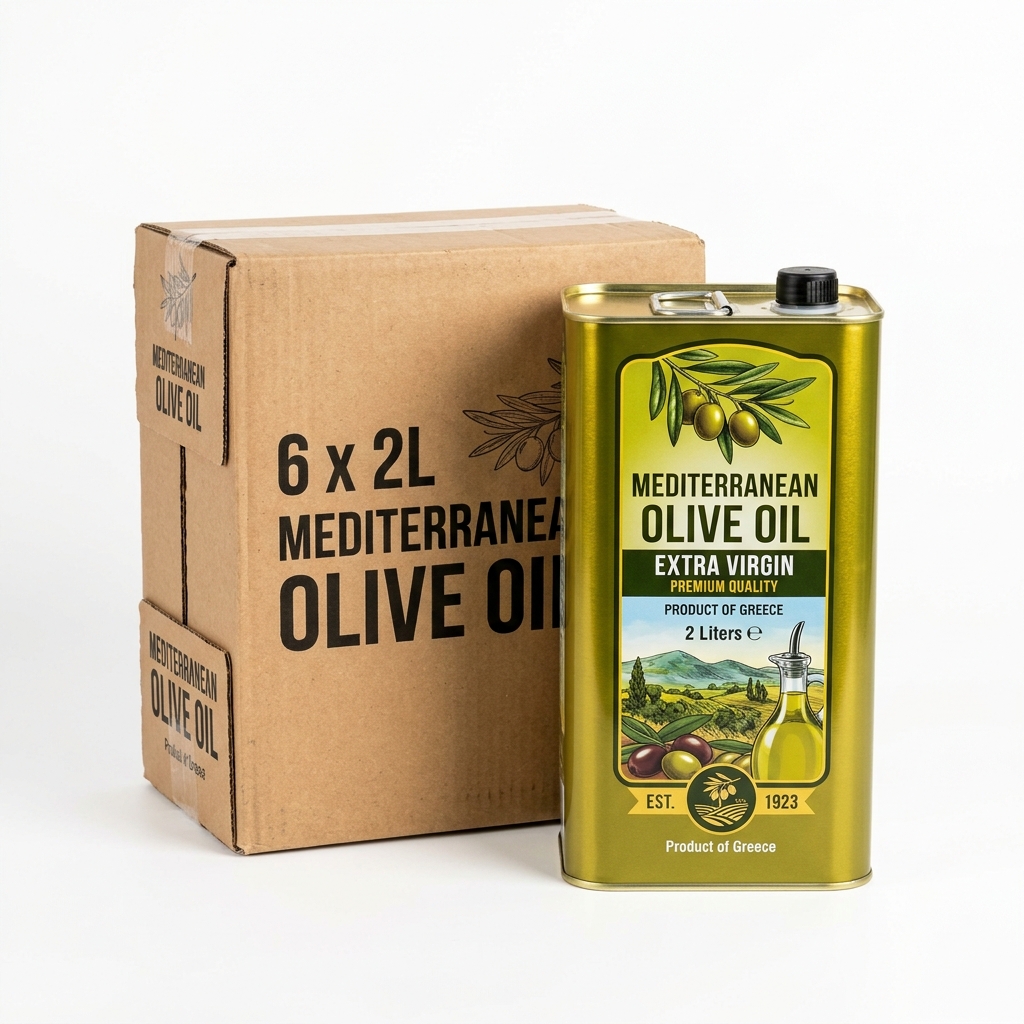 MEDITERRANEAN
OLIVE OIL
MEDITERRANEAN
OLIVE OIL
6 x 2L
MEDITERRANEA
OLIVE OI
MEDITERRANEAN
OLIVE OIL
EXTRA VIRGIN
PREMIUM QUALITY
PRODUCT OF GREECE
2 Liters ℮
EST. 1923
Product of Greece